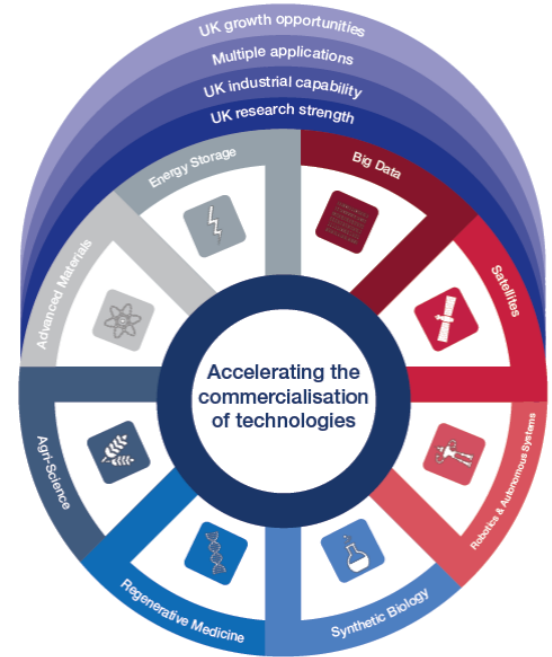 UK growth opportunities
Multiple applications
UK industrial capability
UK research strength
Energy Storage
Big Data
Advanced Materials
Satellites
Accelerating the
commercialisation
of technologies
Agri-Science
Robotics & Autonomous Systems
Regenerative Medicine
Synthetic Biology